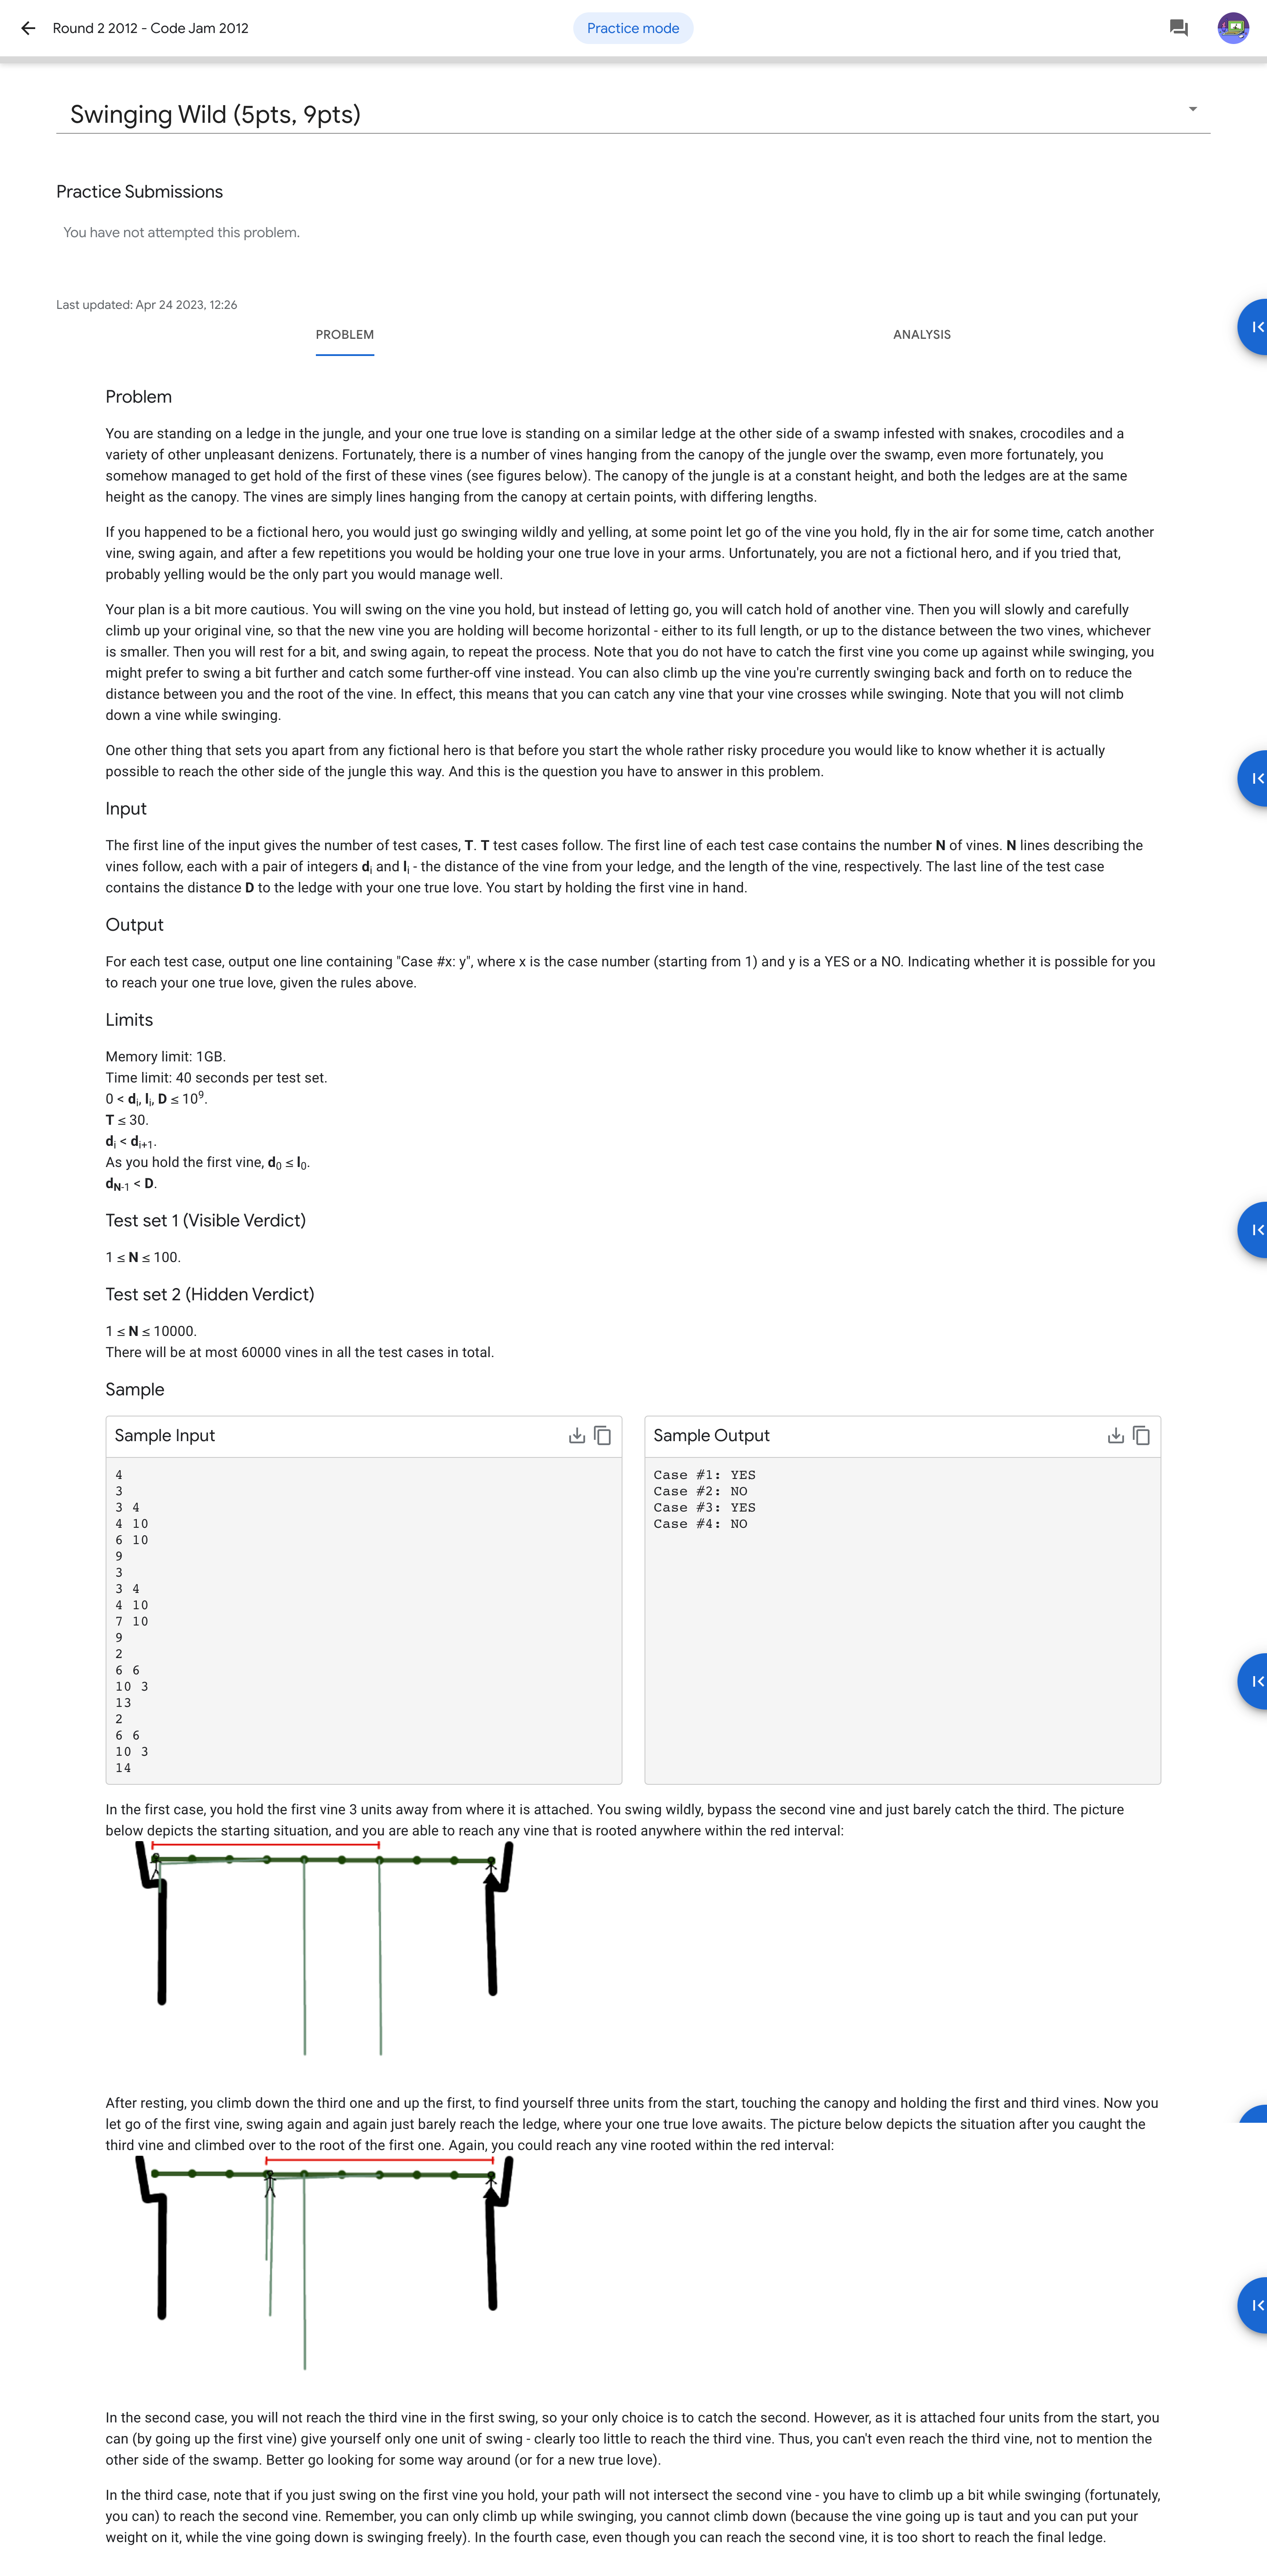 Round 2 2012 - Code Jam 2012
Practice mode
Swinging Wild (5pts, 9pts)
Practice Submissions
You have not attempted this problem.
Last updated: Apr 24 2023, 12:26
PROBLEM
ANALYSIS
Problem
You are standing on a ledge in the jungle, and your one true love is standing on a similar ledge at the other side of a swamp infested with snakes, crocodiles and a
variety of other unpleasant denizens. Fortunately, there is a number of vines hanging from the canopy of the jungle over the swamp, even more fortunately, you
somehow managed to get hold of the first of these vines (see figures below). The canopy of the jungle is at a constant height, and both the ledges are at the same
height as the canopy. The vines are simply lines hanging from the canopy at certain points, with differing lengths.
If you happened to be a fictional hero, you would just go swinging wildly and yelling, at some point let go of the vine you hold, fly in the air for some time, catch another
vine, swing again, and after a few repetitions you would be holding your one true love in your arms. Unfortunately, you are not a fictional hero, and if you tried that,
probably yelling would be the only part you would manage well.
Your plan is a bit more cautious. You will swing on the vine you hold, but instead of letting go, you will catch hold of another vine. Then you will slowly and carefully
climb up your original vine, so that the new vine you are holding will become horizontal - either to its full length, or up to the distance between the two vines, whichever
is smaller. Then you will rest for a bit, and swing again, to repeat the process. Note that you do not have to catch the first vine you come up against while swinging, you
might prefer to swing a bit further and catch some further-off vine instead. You can also climb up the vine you're currently swinging back and forth on to reduce the
distance between you and the root of the vine. In effect, this means that you can catch any vine that your vine crosses while swinging. Note that you will not climb
down a vine while swinging.
One other thing that sets you apart from any fictional hero is that before you start the whole rather risky procedure you would like to know whether it is actually
possible to reach the other side of the jungle this way. And this is the question you have to answer in this problem.
Input
The first line of the input gives the number of test cases, T. T test cases follow. The first line of each test case contains the number N of vines. N lines describing the
vines follow, each with a pair of integers di and li - the distance of the vine from your ledge, and the length of the vine, respectively. The last line of the test case
contains the distance D to the ledge with your one true love. You start by holding the first vine in hand.
Output
For each test case, output one line containing "Case #x: y", where x is the case number (starting from 1) and y is a YES or a NO. Indicating whether it is possible for you
to reach your one true love, given the rules above.
Limits
Memory limit: 1GB.
Time limit: 40 seconds per test set.
0 < di, li, D ≤ 10⁹.
T ≤ 30.
di < di+1.
As you hold the first vine, d0 ≤ l0.
dN-1 < D.
Test set 1 (Visible Verdict)
1 ≤ N ≤ 100.
Test set 2 (Hidden Verdict)
1 ≤ N ≤ 10000.
There will be at most 60000 vines in all the test cases in total.
Sample
Sample Input
4
3
3 4
4 10
6 10
9
3
3 4
4 10
7 10
9
2
6 6
10 3
13
2
6 6
10 3
14
Sample Output
Case #1: YES
Case #2: NO
Case #3: YES
Case #4: NO
In the first case, you hold the first vine 3 units away from where it is attached. You swing wildly, bypass the second vine and just barely catch the third. The picture
below depicts the starting situation, and you are able to reach any vine that is rooted anywhere within the red interval:
After resting, you climb down the third one and up the first, to find yourself three units from the start, touching the canopy and holding the first and third vines. Now you
let go of the first vine, swing again and again just barely reach the ledge, where your one true love awaits. The picture below depicts the situation after you caught the
third vine and climbed over to the root of the first one. Again, you could reach any vine rooted within the red interval:
In the second case, you will not reach the third vine in the first swing, so your only choice is to catch the second. However, as it is attached four units from the start, you
can (by going up the first vine) give yourself only one unit of swing - clearly too little to reach the third vine. Thus, you can't even reach the third vine, not to mention the
other side of the swamp. Better go looking for some way around (or for a new true love).
In the third case, note that if you just swing on the first vine you hold, your path will not intersect the second vine - you have to climb up a bit while swinging (fortunately,
you can) to reach the second vine. Remember, you can only climb up while swinging, you cannot climb down (because the vine going up is taut and you can put your
weight on it, while the vine going down is swinging freely). In the fourth case, even though you can reach the second vine, it is too short to reach the final ledge.